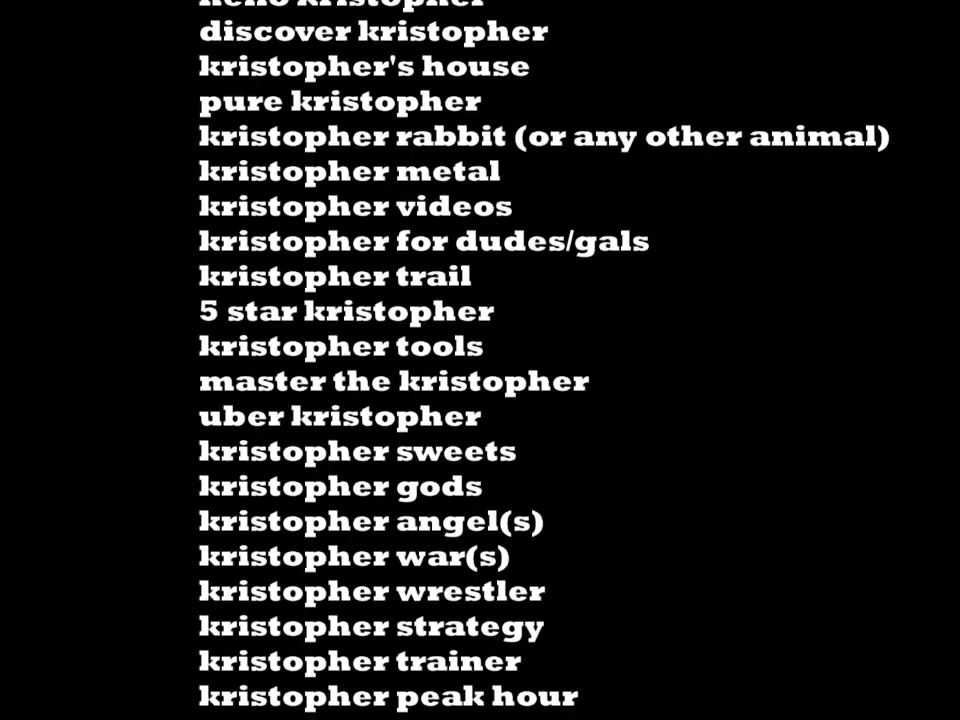 hello kristopher
discover kristopher
kristopher's house
pure kristopher
kristopher rabbit (or any other animal)
kristopher metal
kristopher videos
kristopher for dudes/gals
kristopher trail
5 star kristopher
kristopher tools
master the kristopher
uber kristopher
kristopher sweets
kristopher gods
kristopher angel(s)
kristopher war(s)
kristopher wrestler
kristopher strategy
kristopher trainer
kristopher peak hour